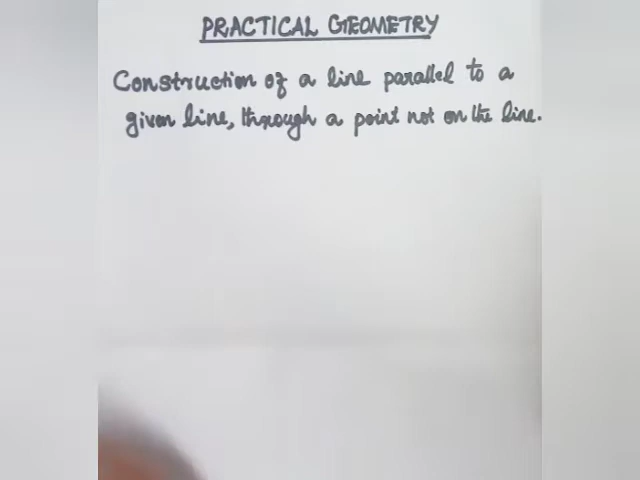 PRACTICAL GEOMETRY
Construction of a line parallel to a
given line, through a point not on the line.